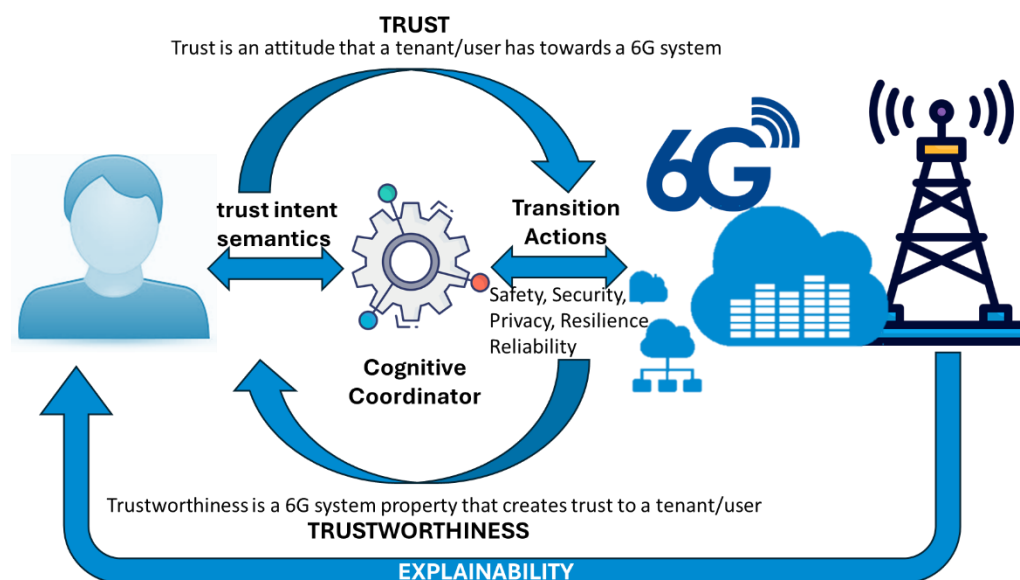 TRUST
Trust is an attitude that a tenant/user has towards a 6G system
6G
trust intent
semantics
Transition
Actions
Safety, Security,
Privacy, Resilience
Reliability
Cognitive
Coordinator
Trustworthiness is a 6G system property that creates trust to a tenant/user
TRUSTWORTHINESS
EXPLAINABILITY